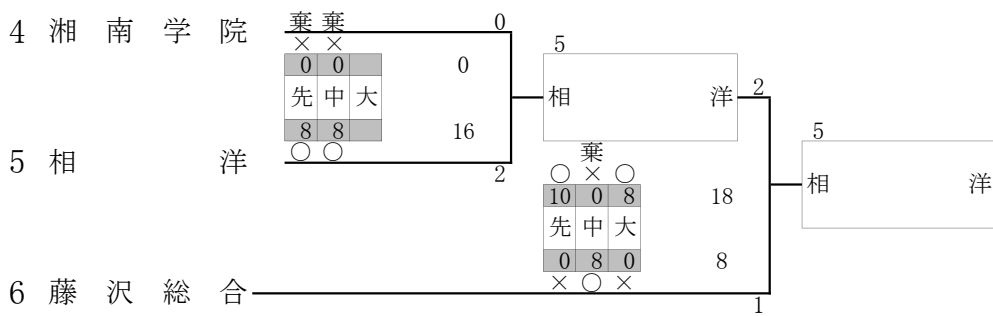 棄 棄
4 湘 南 学 院 0
× × 5
0 0 0
先 中 大 相 洋 2
8 8 16 5
○ ○ 棄
5 相 洋 2
○ × ○
10 0 8 18 相 洋
先 中 大
0 8 0 8
× ○ ×
6 藤 沢 総 合 1